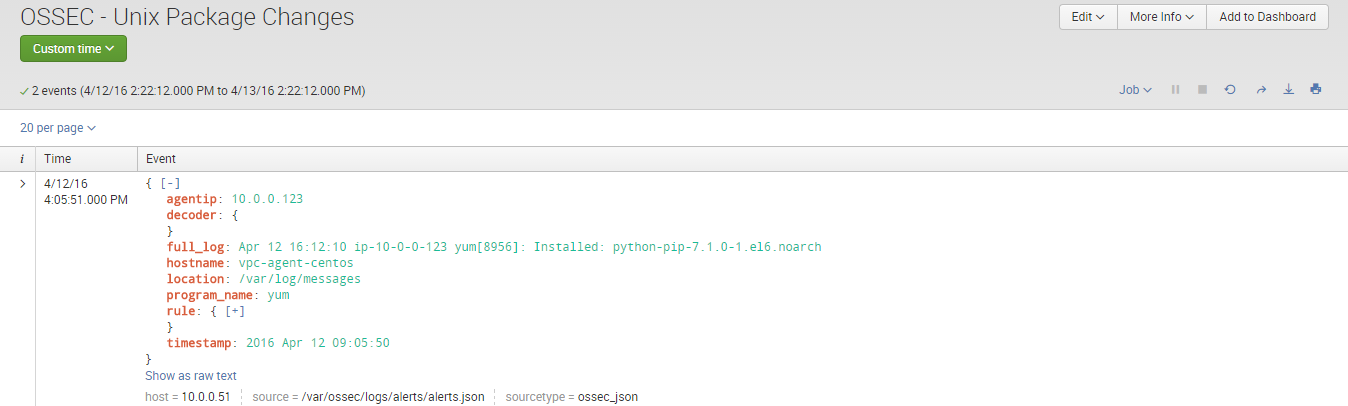 OSSEC - Unix Package Changes
Edit More Info Add to Dashboard
Custom time
2 events (4/12/16 2:22:12.000 PM to 4/13/16 2:22:12.000 PM)
Job
20 per page
i Time Event
4/12/16
4:05:51.000 PM
{ [-]
agentip: 10.0.0.123
decoder: {
}
full_log: Apr 12 16:12:10 ip-10-0-0-123 yum[8956]: Installed: python-pip-7.1.0-1.el6.noarch
hostname: vpc-agent-centos
location: /var/log/messages
program_name: yum
rule: { [+]
}
timestamp: 2016 Apr 12 09:05:50
}
Show as raw text
host = 10.0.0.51 source = /var/ossec/logs/alerts/alerts.json sourcetype = ossec_json